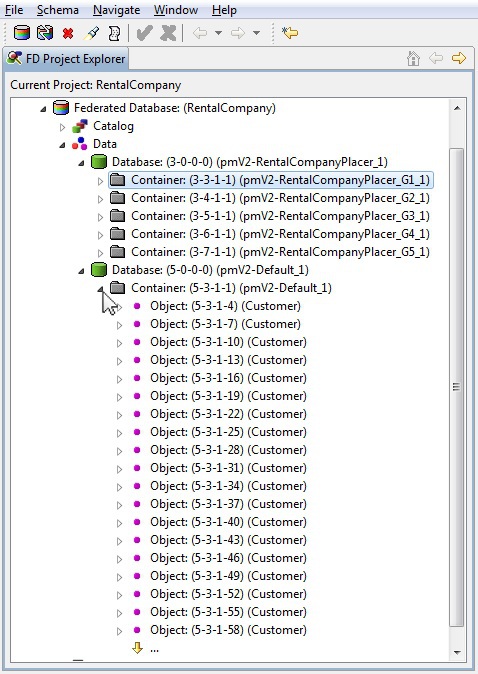 File Schema Navigate Window Help
FD Project Explorer
Current Project: RentalCompany
Federated Database: (RentalCompany)
Catalog
Data
Database: (3-0-0-0) (pmV2-RentalCompanyPlacer_1)
Container: (3-3-1-1) (pmV2-RentalCompanyPlacer_G1_1)
Container: (3-4-1-1) (pmV2-RentalCompanyPlacer_G2_1)
Container: (3-5-1-1) (pmV2-RentalCompanyPlacer_G3_1)
Container: (3-6-1-1) (pmV2-RentalCompanyPlacer_G4_1)
Container: (3-7-1-1) (pmV2-RentalCompanyPlacer_G5_1)
Database: (5-0-0-0) (pmV2-Default_1)
Container: (5-3-1-1) (pmV2-Default_1)
Object: (5-3-1-4) (Customer)
Object: (5-3-1-7) (Customer)
Object: (5-3-1-10) (Customer)
Object: (5-3-1-13) (Customer)
Object: (5-3-1-16) (Customer)
Object: (5-3-1-19) (Customer)
Object: (5-3-1-22) (Customer)
Object: (5-3-1-25) (Customer)
Object: (5-3-1-28) (Customer)
Object: (5-3-1-31) (Customer)
Object: (5-3-1-34) (Customer)
Object: (5-3-1-37) (Customer)
Object: (5-3-1-40) (Customer)
Object: (5-3-1-43) (Customer)
Object: (5-3-1-46) (Customer)
Object: (5-3-1-49) (Customer)
Object: (5-3-1-52) (Customer)
Object: (5-3-1-55) (Customer)
Object: (5-3-1-58) (Customer)
...